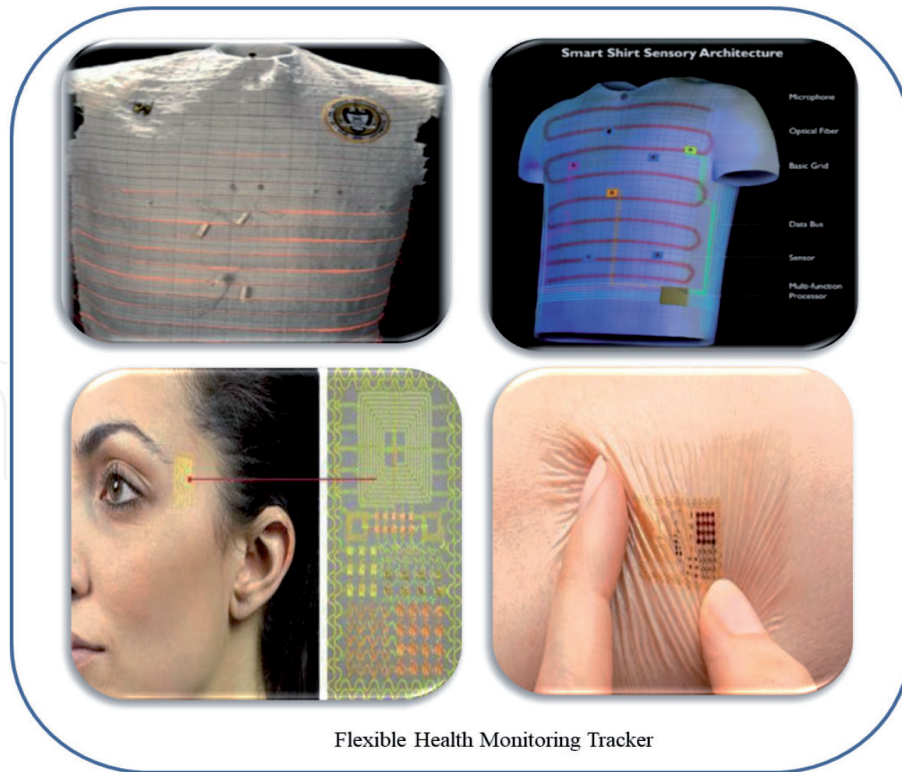 Smart Shirt Sensory Architecture
Microphone
Optical Fiber
Basic Grid
Data Bus
Sensor
Multi-function
Processor
Flexible Health Monitoring Tracker